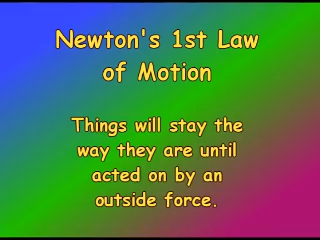 Newton's 1st Law
of Motion
Things will stay the
way they are until
acted on by an
outside force.